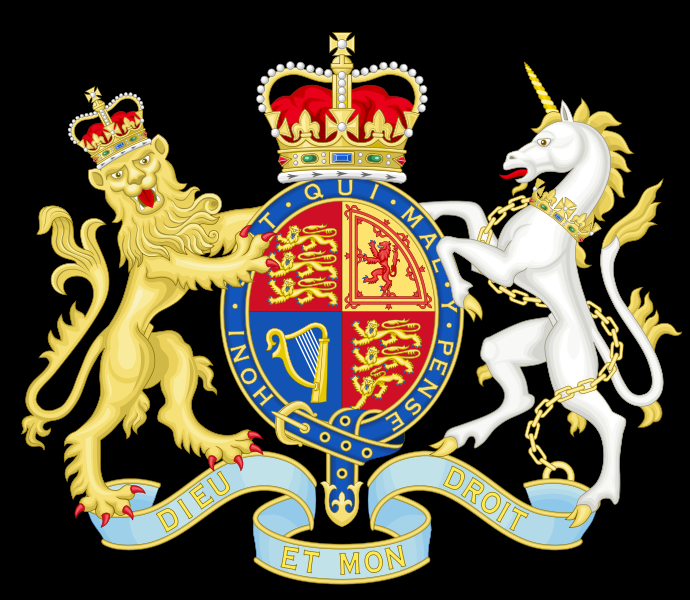 HONI · T · QUI · MAL · Y · PENSE
DIEU ET MON DROIT